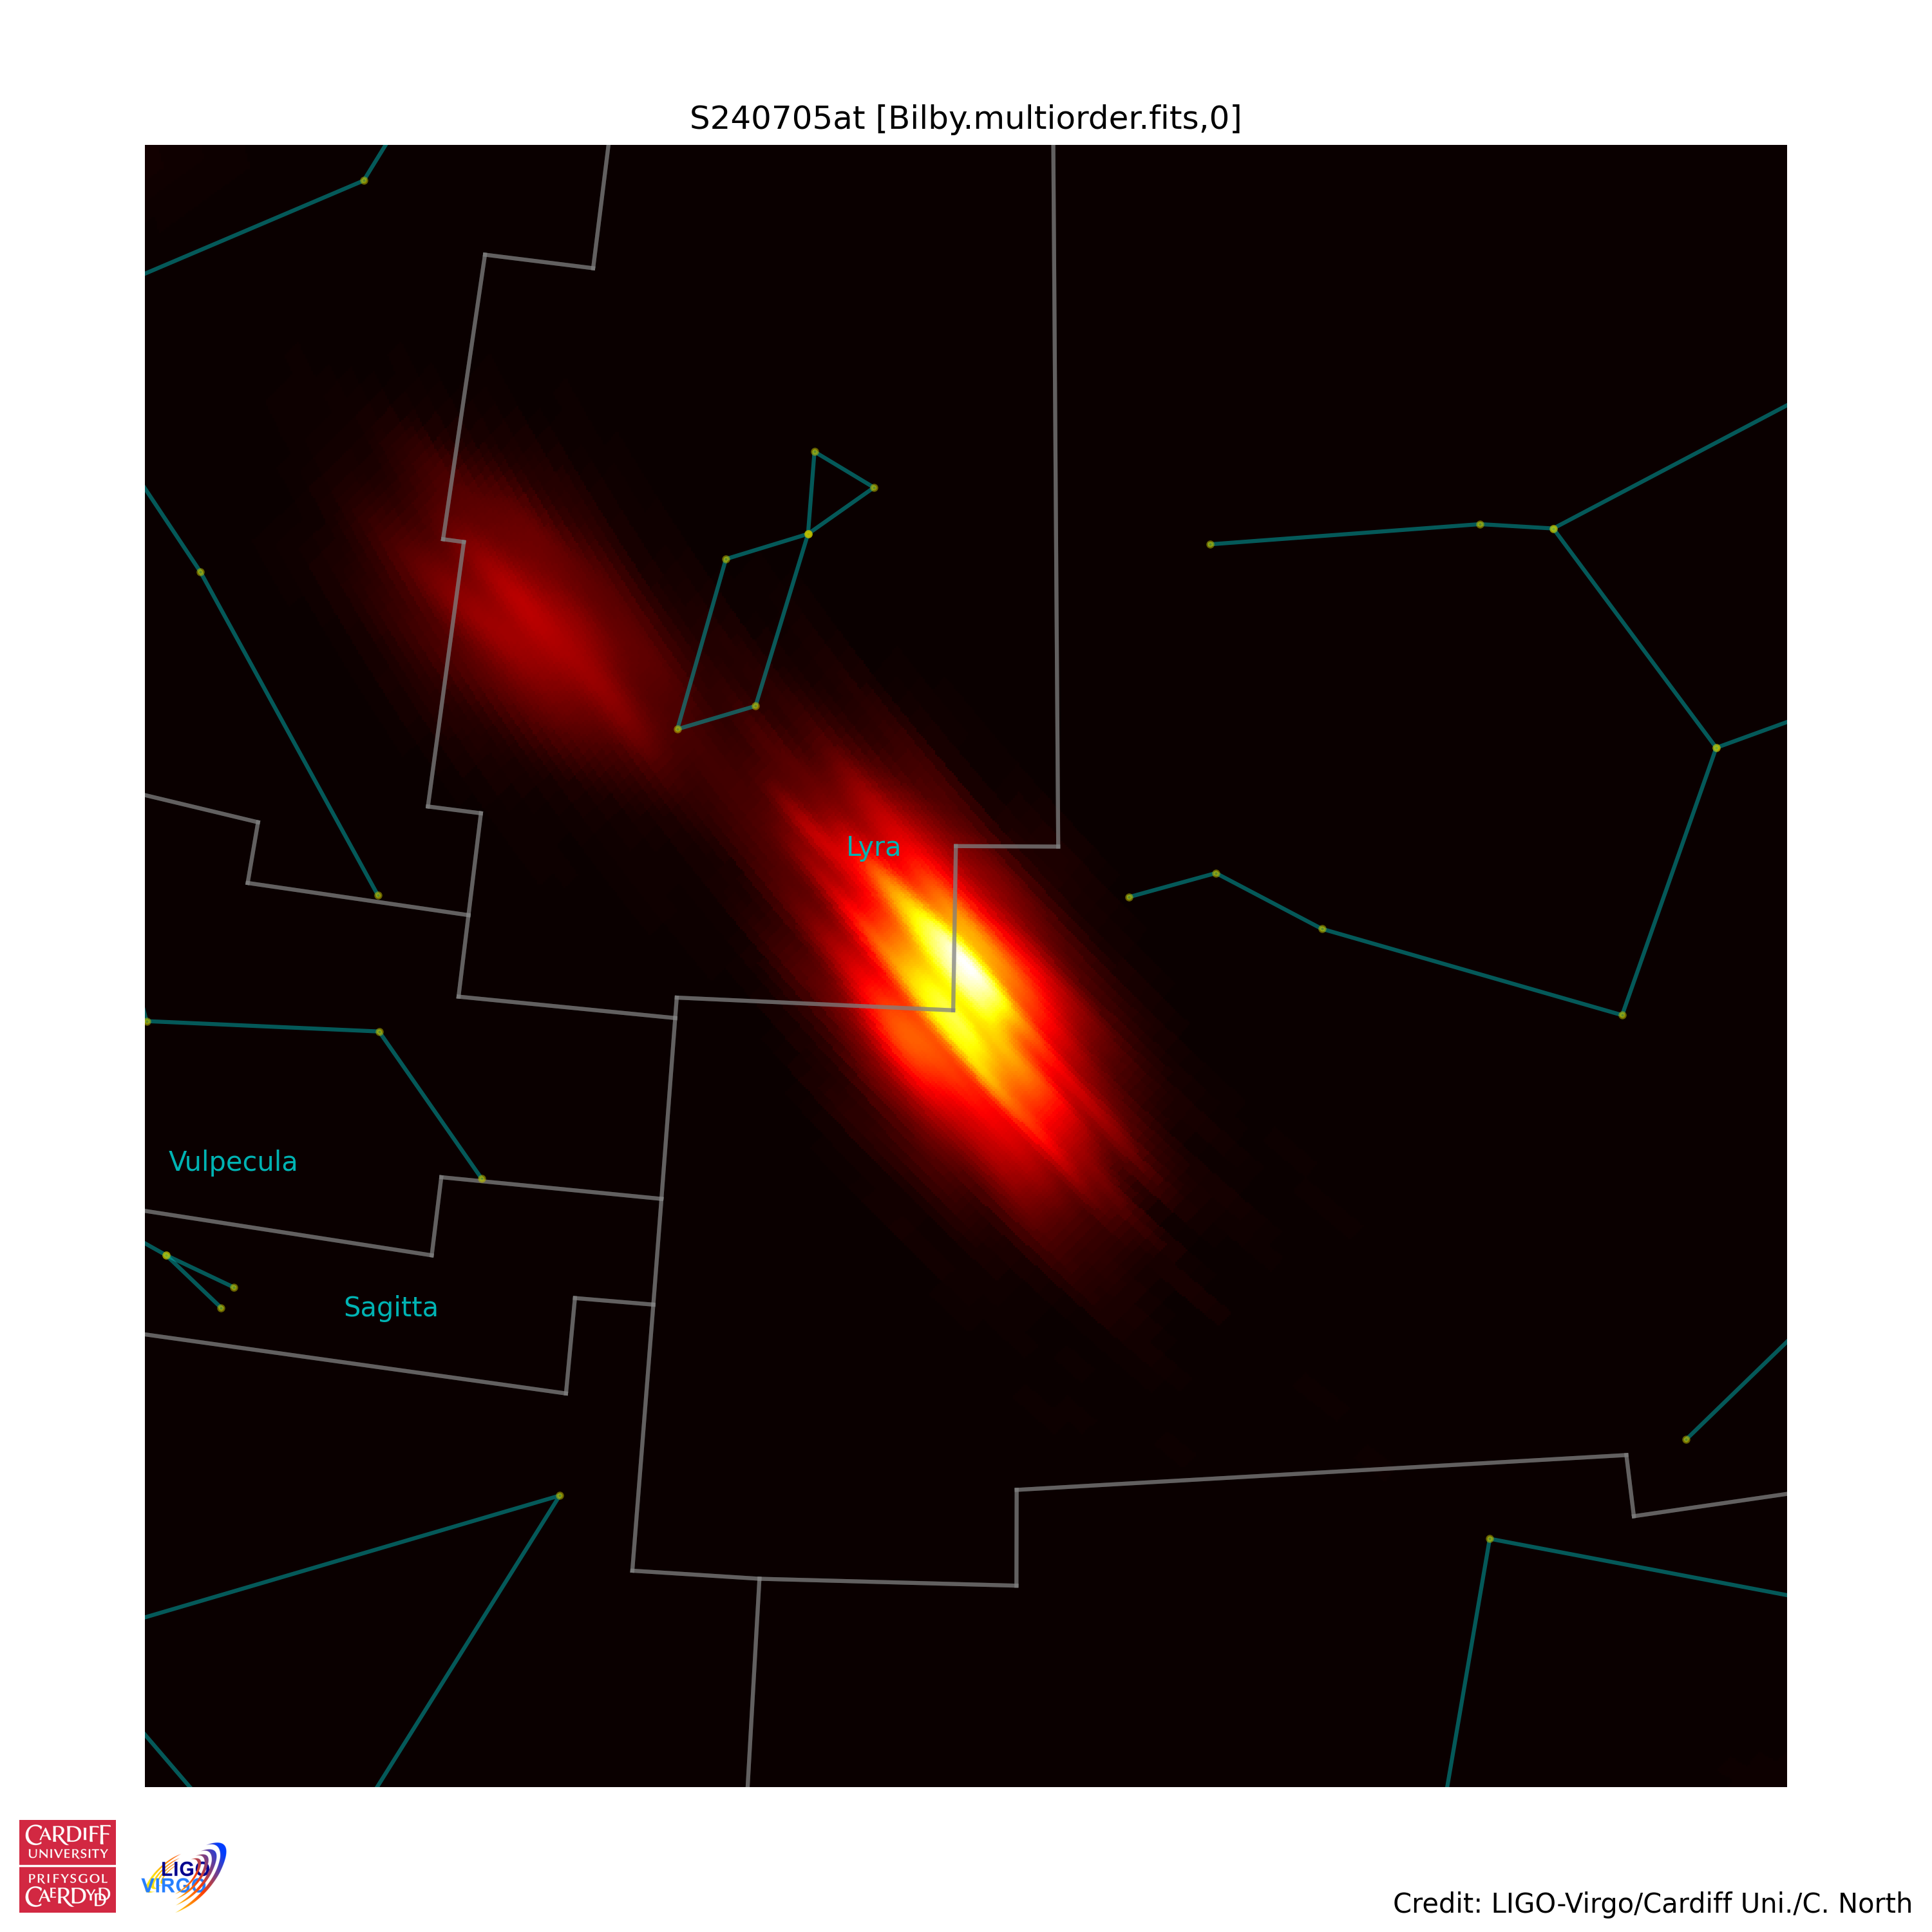 S240705at [Bilby.multiorder.fits,0]
Lyra
Vulpecula
Sagitta
CARDIFF
UNIVERSITY
PRIFYSGOL
CAERDYDD
LIGO
VIRGO
Credit: LIGO-Virgo/Cardiff Uni./C. North